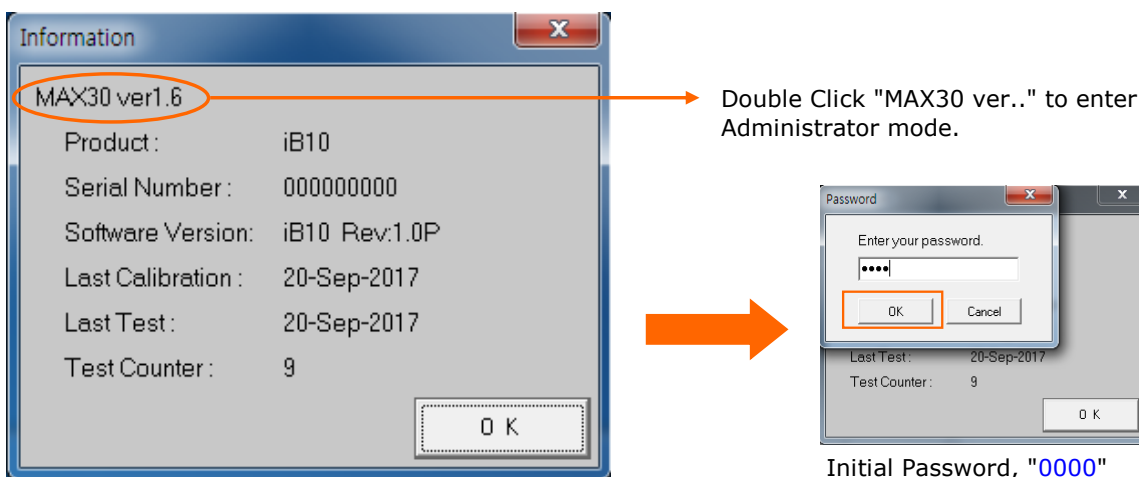 Information
x
MAX30 ver1.6
Product : iB10
Serial Number : 000000000
Software Version: iB10 Rev:1.0P
Last Calibration : 20-Sep-2017
Last Test : 20-Sep-2017
Test Counter : 9
O K
Double Click "MAX30 ver.." to enter
Administrator mode.
Password
x
x
Enter your password.
••••
OK Cancel
Last Test : 20-Sep-2017
Test Counter : 9
O K
Initial Password, "0000"